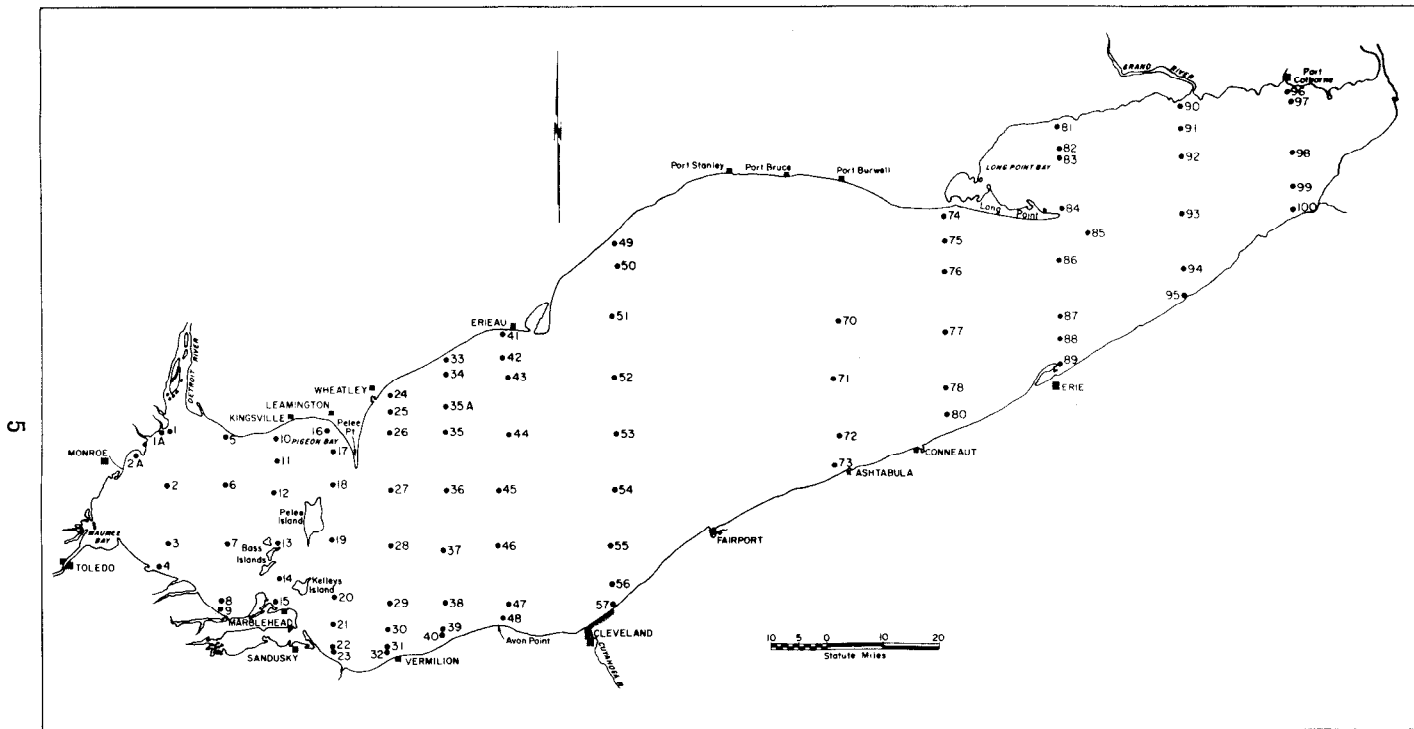 GRAND RIVER
Port Colborne
96
97
90
81
91
82
83
LONG POINT BAY
92
98
99
100
Port Stanley
Port Bruce
Port Burwell
Long Point
74
84
93
85
49
75
50
76
86
94
95
51
70
87
ERIEAU
41
77
88
DETROIT RIVER
33
42
89
34
43
52
71
78
ERIE
WHEATLEY
24
LEAMINGTON
25
35A
80
KINGSVILLE
16
Pelee Pt
26
35
44
53
72
1A
1
5
10
PIGEON BAY
5
MONROE
2A
11
17
73
CONNEAUT
ASHTABULA
2
6
12
18
27
36
45
54
Pelee Island
MAUMEE BAY
3
7
13
19
28
37
46
55
FAIRPORT
Bass Islands
TOLEDO
4
14
Kelleys Island
56
8
9
15
20
29
38
47
57
MARBLEHEAD
21
30
39
40
48
Avon Point
CLEVELAND
22
23
31
32
SANDUSKY
VERMILION
CUYAHOGA R.
10 5 0 10 20
Statute Miles